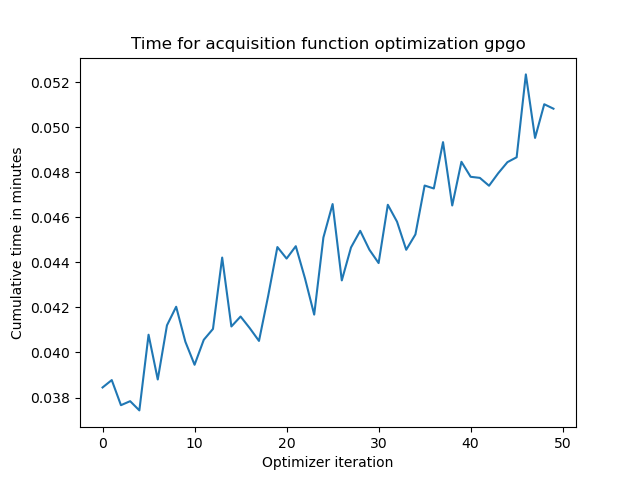 Time for acquisition function optimization gpgo
0.052
0.050
0.048
0.046
0.044
0.042
0.040
0.038
Cumulative time in minutes
0 10 20 30 40 50
Optimizer iteration